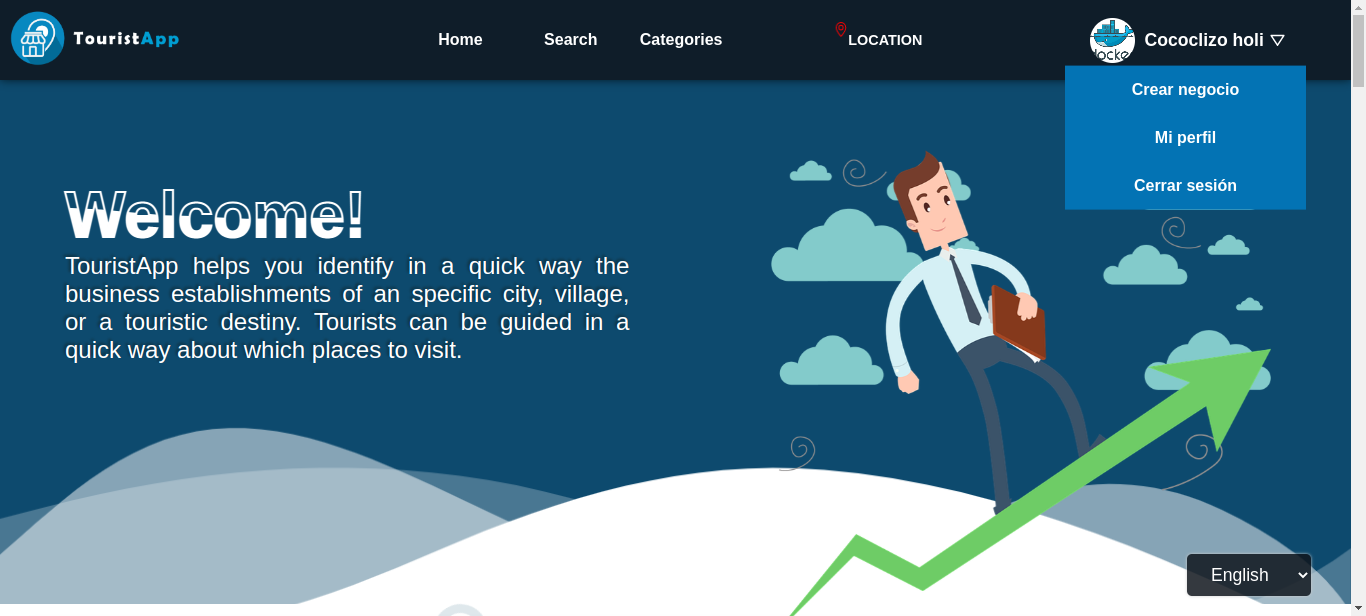 TouristApp
Home
Search
Categories
LOCATION
docker
Cococlizo holi
Crear negocio
Mi perfil
Cerrar sesión
Welcome!
TouristApp helps you identify in a quick way the
business establishments of an specific city, village,
or a touristic destiny. Tourists can be guided in a
quick way about which places to visit.
English